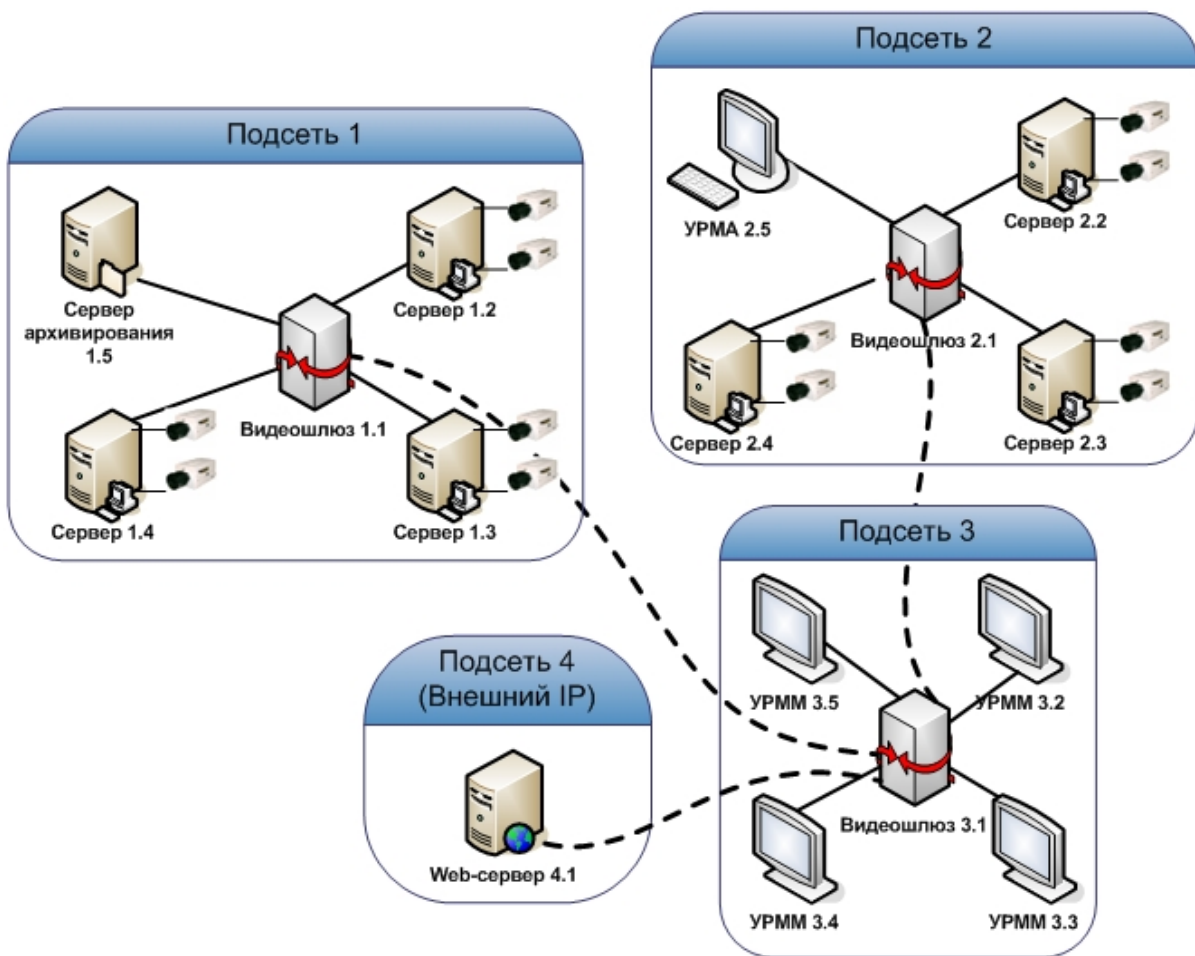 Подсеть 1
Сервер
архивирования
1.5
Сервер 1.2
Видеошлюз 1.1
Сервер 1.4
Сервер 1.3
Подсеть 2
УРМА 2.5
Сервер 2.2
Видеошлюз 2.1
Сервер 2.4
Сервер 2.3
Подсеть 3
УРММ 3.5
УРММ 3.2
Видеошлюз 3.1
УРММ 3.4
УРММ 3.3
Подсеть 4
(Внешний IP)
Web-сервер 4.1